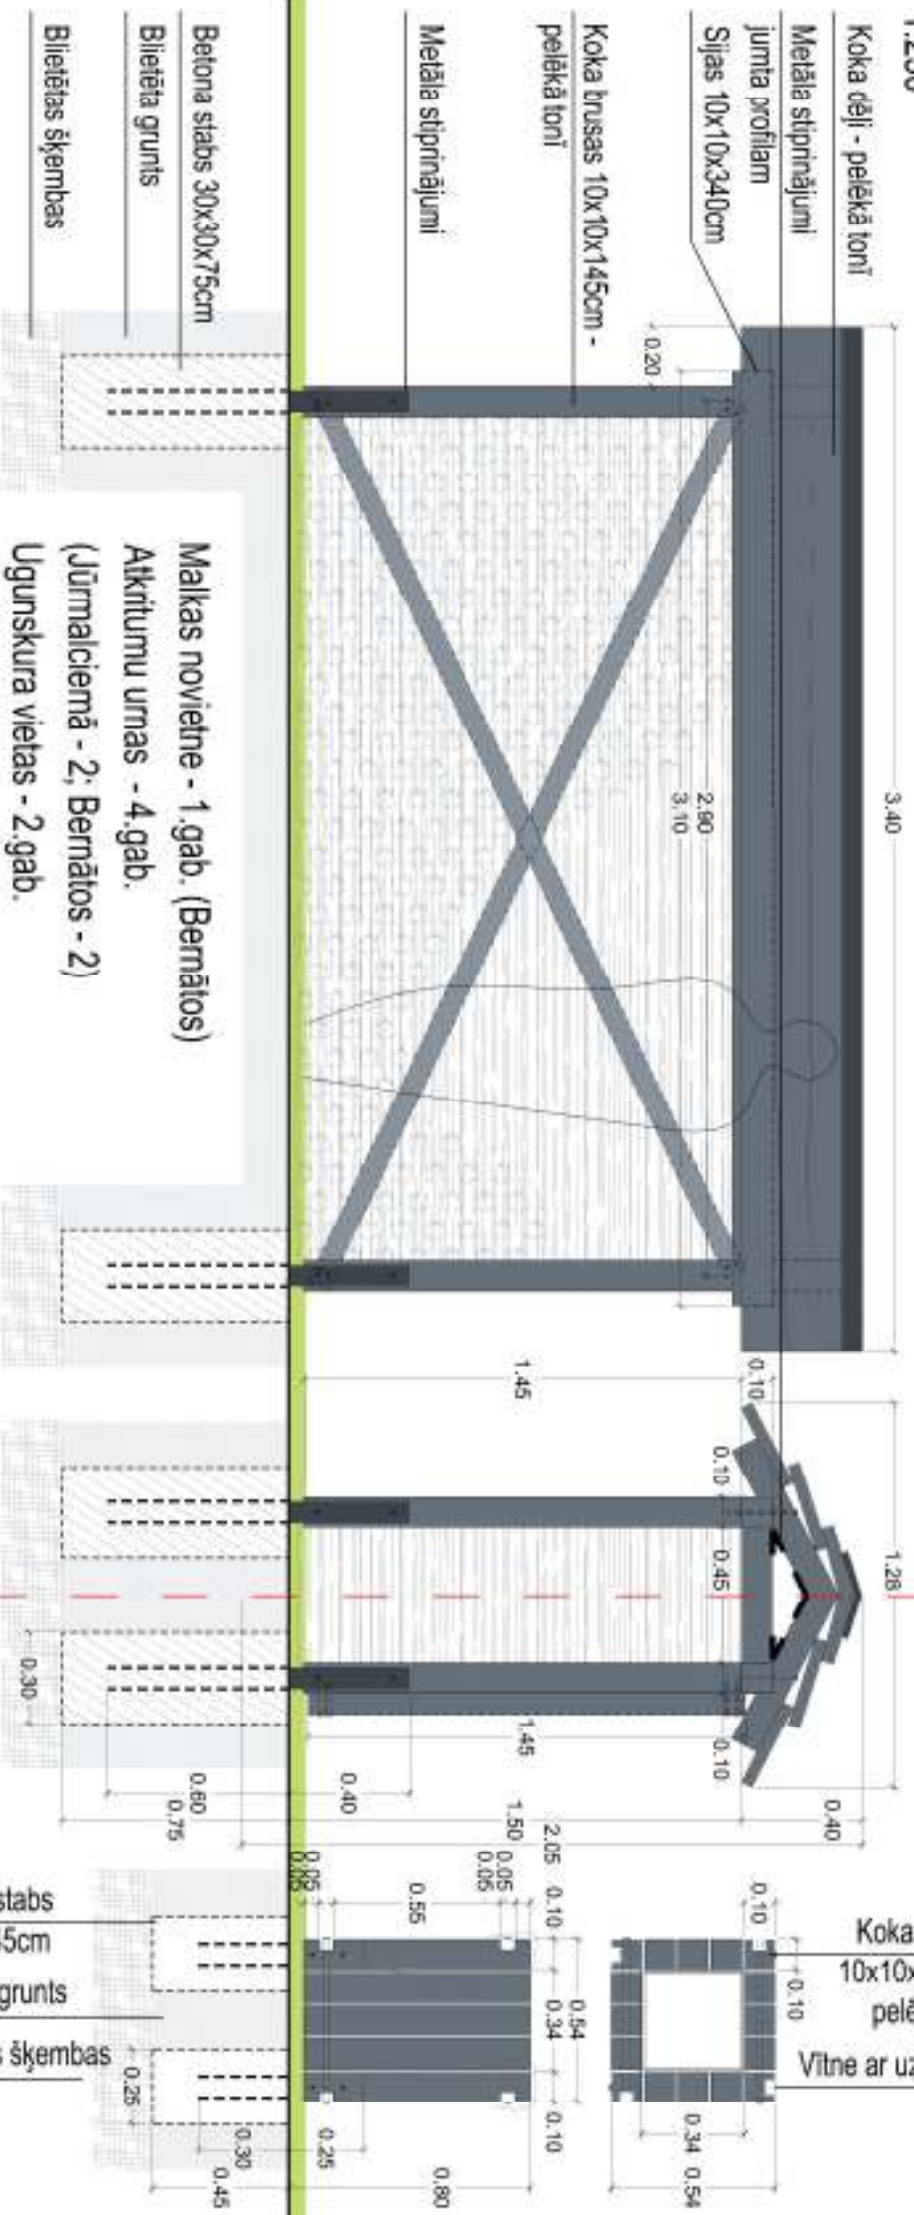 Koka dēļi - pelēkā tonī
Metāla stiprinājumi
jumta profilam
Sijas 10x10x340cm
Koka brusas 10x10x145cm -
pelēkā tonī
Metāla stiprinājumi
Betona stabs 30x30x75cm
Blietēta grunts
Blietētas šķembas
3.40
0.20
2.90
3.10
Malkas novietne - 1.gab. (Bernātos)
Atkritumu urnas - 4.gab.
(Jūrmalciemā - 2; Bernātos - 2)
Ugunskura vietas - 2.gab.
1.28
0.10
1.45
0.10
0.45
0.10
1.45
0.40
0.30
0.60
0.75
0.40
1.50
2.05
0.05
0.05
0.55
0.05
0.10
0.34
0.54
0.10
0.10
0.10
0.34
0.54
0.25
0.30
0.25
0.45
0.80
stabs
grunts
šķembas
Koka
10x10x
Vītne ar